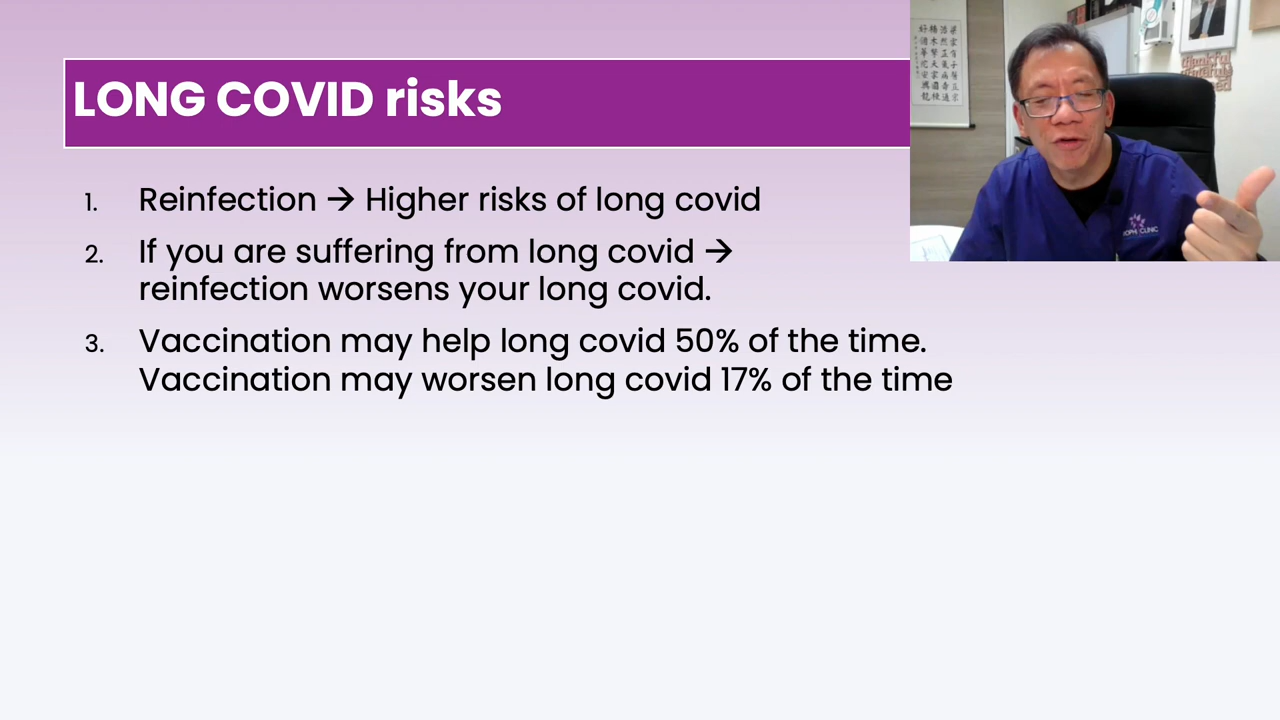 LONG COVID risks
1. Reinfection → Higher risks of long covid
2. If you are suffering from long covid →
reinfection worsens your long covid.
3. Vaccination may help long covid 50% of the time.
Vaccination may worsen long covid 17% of the time
thankful
CLINIC